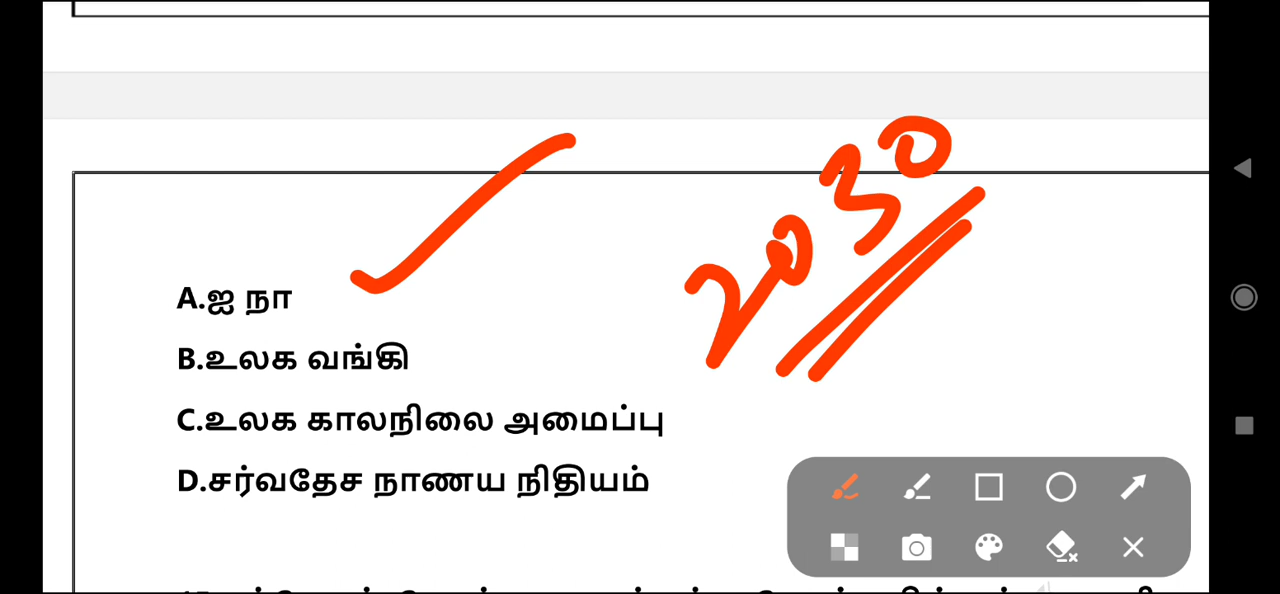 2030
A.ஐ நா
B.உலக வங்கி
C.உலக காலநிலை அமைப்பு
D.சர்வதேச நாணய நிதியம்